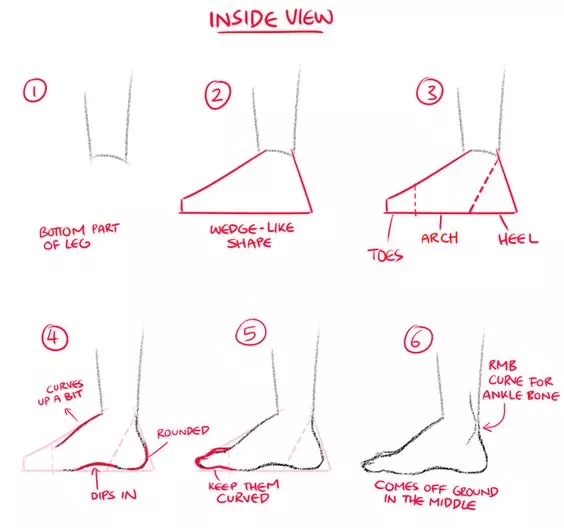 INSIDE VIEW
1
2
3
BOTTOM PART
OF LEG
WEDGE-LIKE
SHAPE
TOES
ARCH
HEEL
4
5
6
CURVES
UP A BIT
ROUNDED
DIPS IN
KEEP THEM
CURVED
RMB
CURVE FOR
ANKLE BONE
COMES OFF GROUND
IN THE MIDDLE